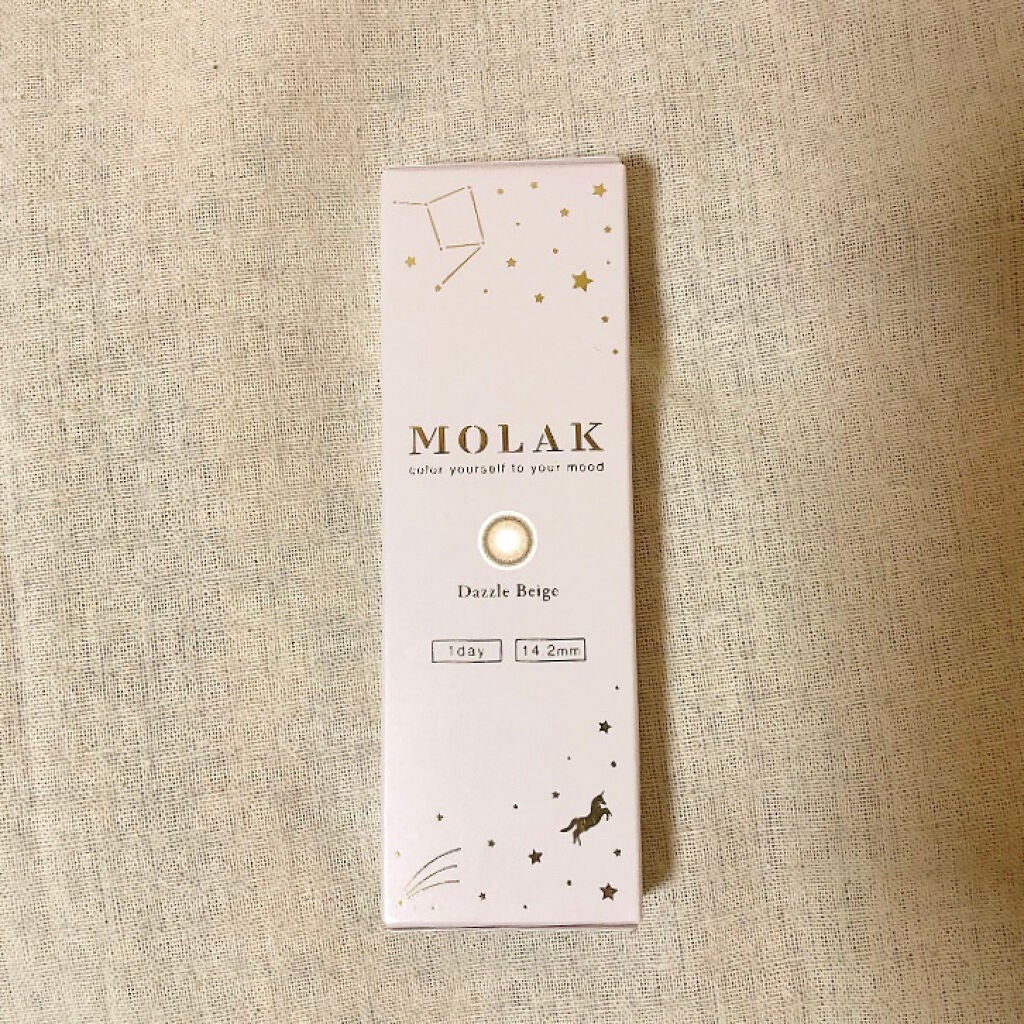 MOLAK
color yourself to your mood
Dazzle Beige
1day
14.2mm